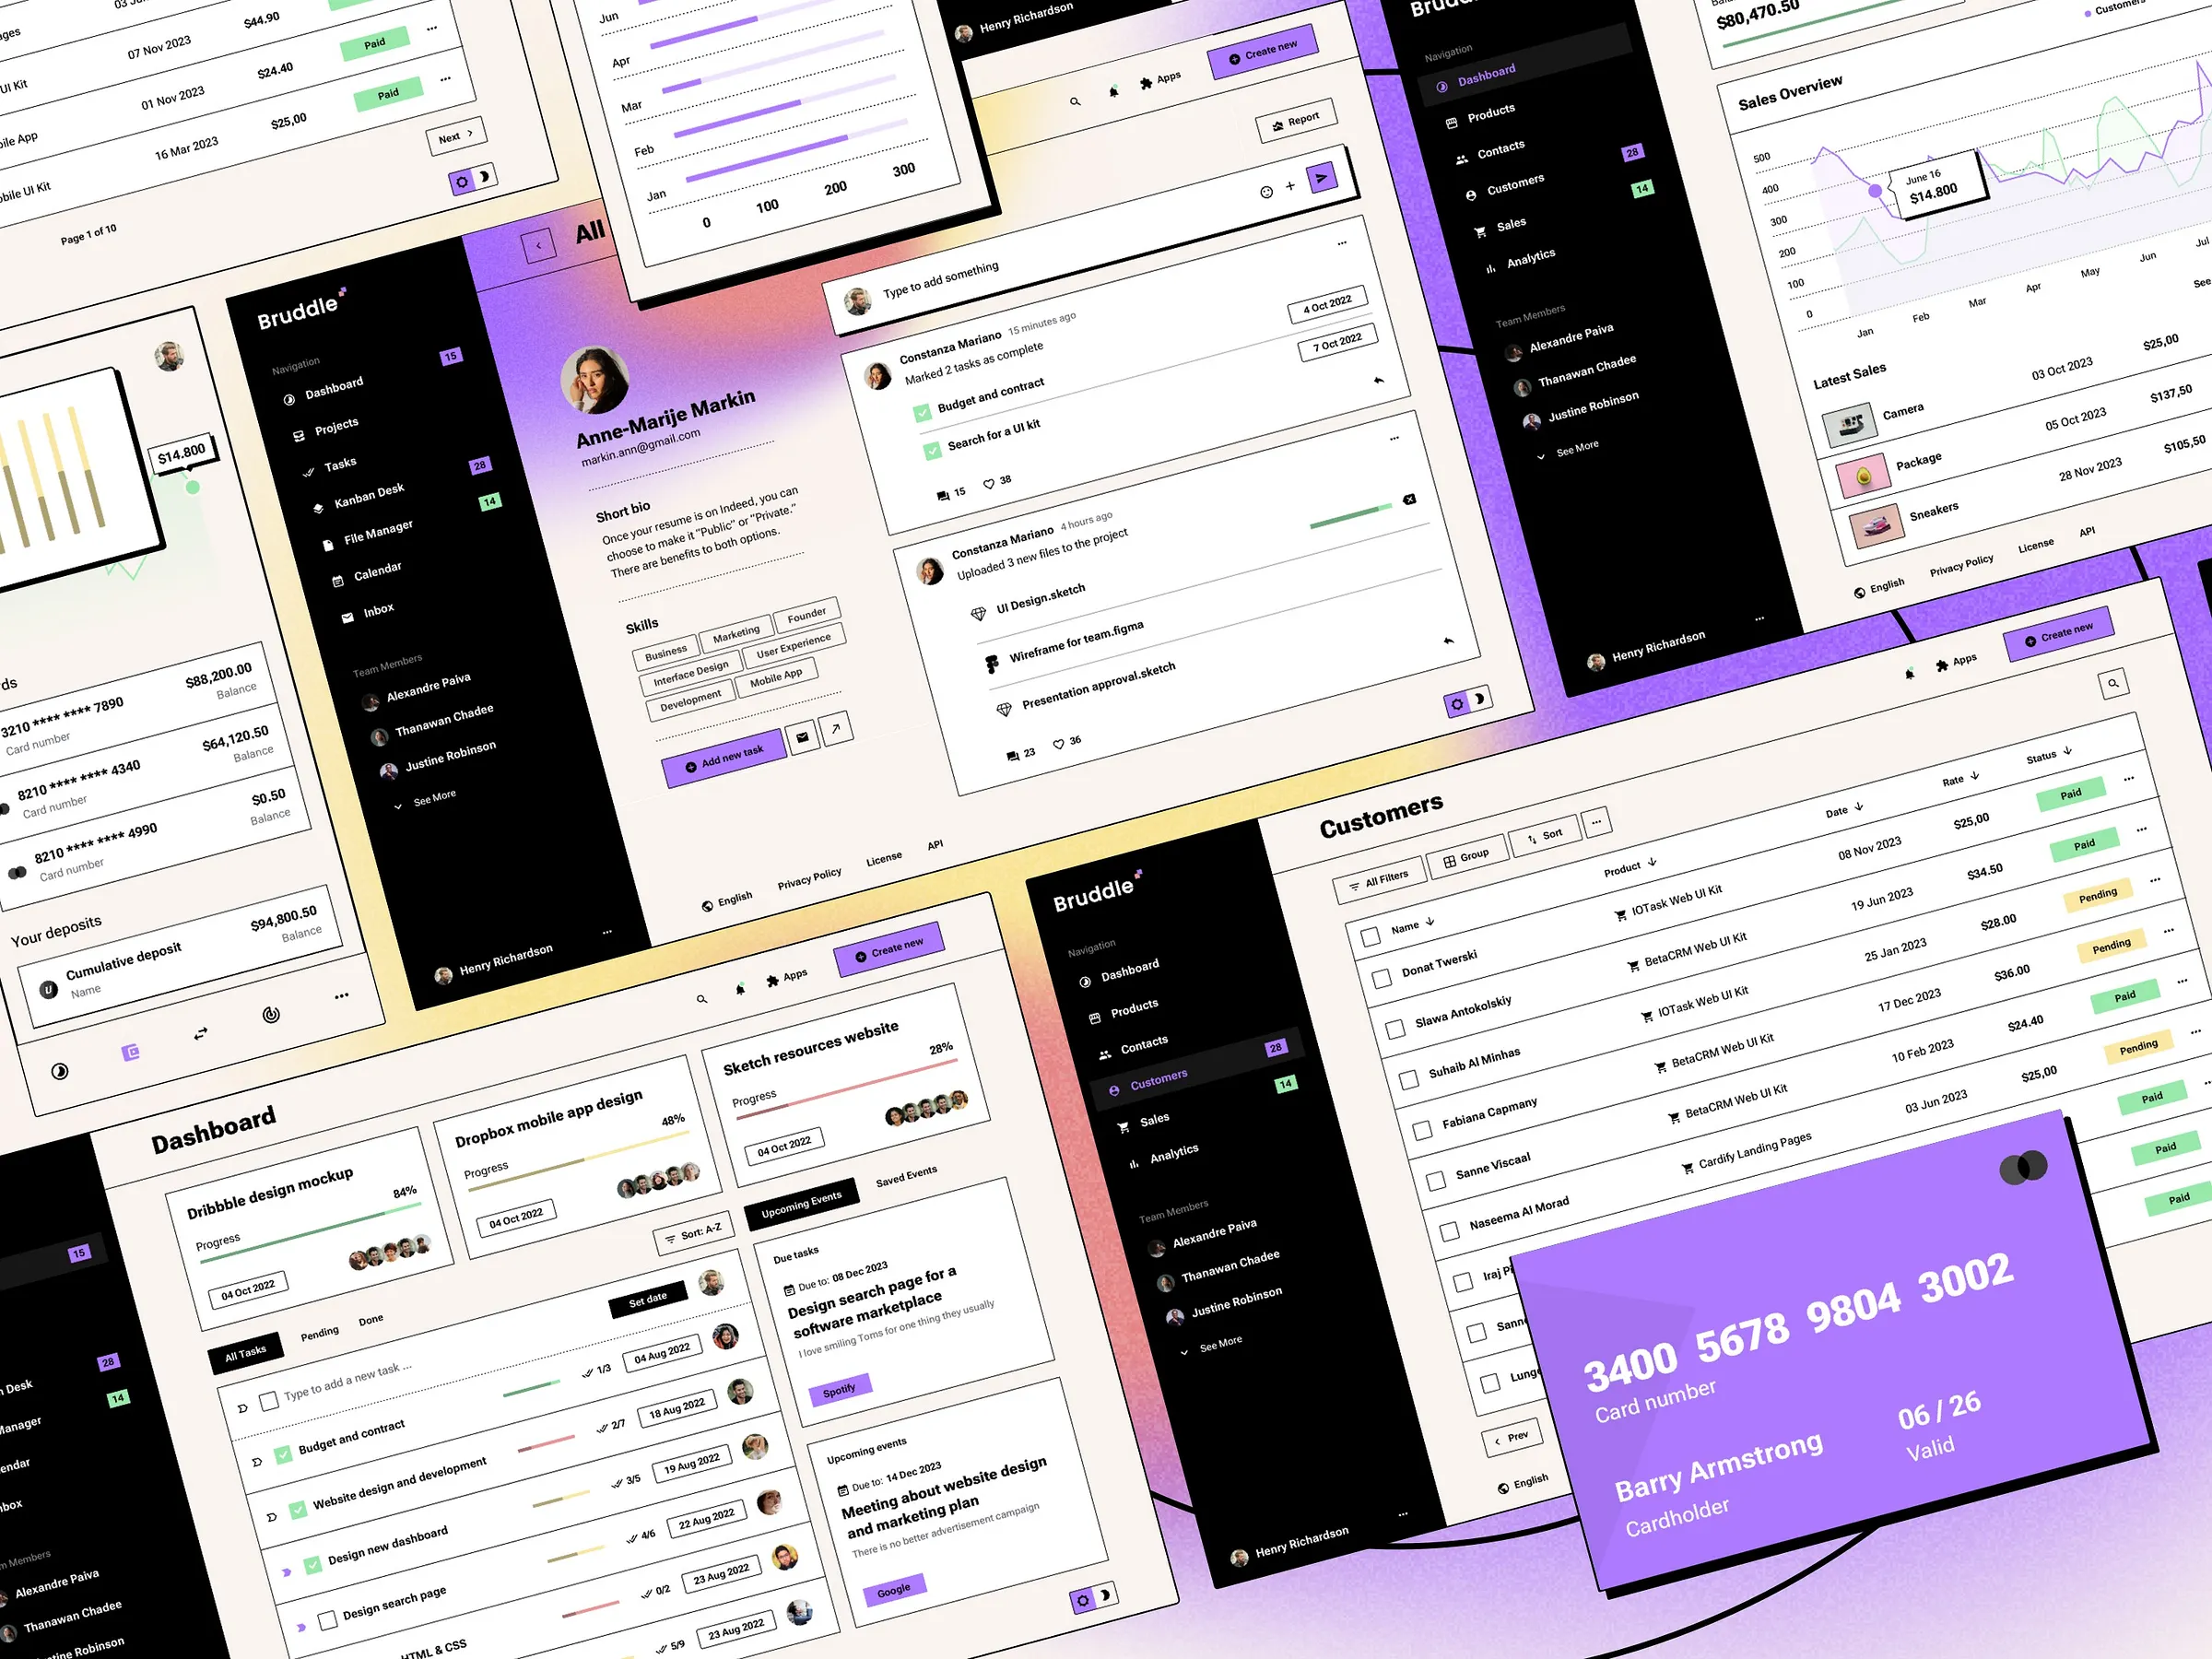 $44.90
07 Nov 2023
Paid
UI Kit
$24.40
01 Nov 2023
Paid
$25,00
16 Mar 2023
Next
Page 1 of 10
Jun
Apr
Mar
Feb
Jan
0
100
200
300
Henry Richardson
Apps
Create new
Report
Type to add something
Constanza Mariano
15 minutes ago
Marked 2 tasks as complete
4 Oct 2022
Budget and contract
7 Oct 2022
Search for a UI kit
15
38
Constanza Mariano
4 hours ago
Uploaded 3 new files to the project
UI Design.sketch
Wireframe for team.figma
Presentation approval.sketch
23
36
Bruddle
Navigation
Dashboard
15
Projects
Tasks
Kanban Desk
28
File Manager
14
Calendar
Inbox
Team Members
Alexandre Paiva
Thanawan Chadee
Justine Robinson
See More
Henry Richardson
All
Anne-Marije Markin
markin.ann@gmail.com
Short bio
Once your resume is on Indeed, you can
choose to make it "Public" or "Private."
There are benefits to both options.
Skills
Business
Marketing
Founder
Interface Design
User Experience
Development
Mobile App
Add new task
English
Privacy Policy
License
API
Navigation
Dashboard
Products
Contacts
Customers
28
Sales
14
Analytics
Team Members
Alexandre Paiva
Thanawan Chadee
Justine Robinson
See More
Henry Richardson
$80,470.50
Customers
Sales Overview
500
400
300
200
100
0
June 16
$14.800
Jan
Feb
Mar
Apr
May
Jun
Jul
See
Latest Sales
Camera
03 Oct 2023
$25,00
Package
05 Oct 2023
$137,50
Sneakers
28 Nov 2023
$105,50
English
Privacy Policy
License
API
$14.800
3210 **** **** 7890
Card number
$88,200.00
Balance
8210 **** **** 4340
Card number
$64,120.50
Balance
8210 **** **** 4990
Card number
$0.50
Balance
Your deposits
Cumulative deposit
Name
$94,800.50
Balance
Apps
Create new
Dashboard
Dribbble design mockup
84%
Progress
04 Oct 2022
Dropbox mobile app design
48%
Progress
04 Oct 2022
Sketch resources website
28%
Progress
04 Oct 2022
All Tasks
Pending
Done
Sort: A-Z
Set date
Type to add a new task ...
Budget and contract
1/3
04 Aug 2022
Website design and development
2/7
18 Aug 2022
Design new dashboard
3/5
19 Aug 2022
Design search page
4/6
22 Aug 2022
HTML & CSS
0/2
23 Aug 2022
5/9
23 Aug 2022
Upcoming Events
Saved Events
Due tasks
Due to: 08 Dec 2023
Design search page for a
software marketplace
I love smiling Toms for one thing they usually
Spotify
Upcoming events
Due to: 14 Dec 2023
Meeting about website design
and marketing plan
There is no better advertisement campaign
Google
15
Desk
28
Manager
14
Alexandre Paiva
Thanawan Chadee
Robinson
Bruddle
Navigation
Dashboard
Products
Contacts
Customers
28
Sales
14
Analytics
Team Members
Alexandre Paiva
Thanawan Chadee
Justine Robinson
See More
Henry Richardson
Apps
Create new
Customers
All Filters
Group
Sort
Name
Product
Date
Rate
Status
Donat Twerski
IOTask Web UI Kit
08 Nov 2023
$25,00
Paid
Slawa Antokolskiy
BetaCRM Web UI Kit
19 Jun 2023
$34.50
Paid
Suhaib Al Minhas
IOTask Web UI Kit
25 Jan 2023
$28.00
Pending
Fabiana Capmany
BetaCRM Web UI Kit
17 Dec 2023
$36.00
Pending
Sanne Viscaal
BetaCRM Web UI Kit
10 Feb 2023
$24.40
Paid
Naseema Al Morad
Cardify Landing Pages
03 Jun 2023
$25,00
Pending
Iraj
Paid
Paid
Paid
Prev
English
3400 5678 9804 3002
Card number
Barry Armstrong
Cardholder
06 / 26
Valid